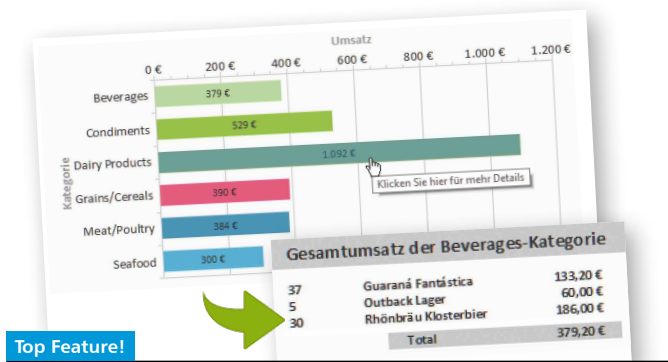 Umsatz
0 € 200 € 400 € 600 € 800 € 1.000 € 1.200 €
Kategorie
Beverages 379 €
Condiments 529 €
Dairy Products 1.092 €
Klicken Sie hier für mehr Details
Grains/Cereals 390 €
Meat/Poultry 384 €
Seafood 300 €
Gesamtumsatz der Beverages-Kategorie
37 Guaraná Fantástica 133,20 €
5 Outback Lager 60,00 €
30 Rhönbräu Klosterbier 186,00 €
Total 379,20 €
Top Feature!